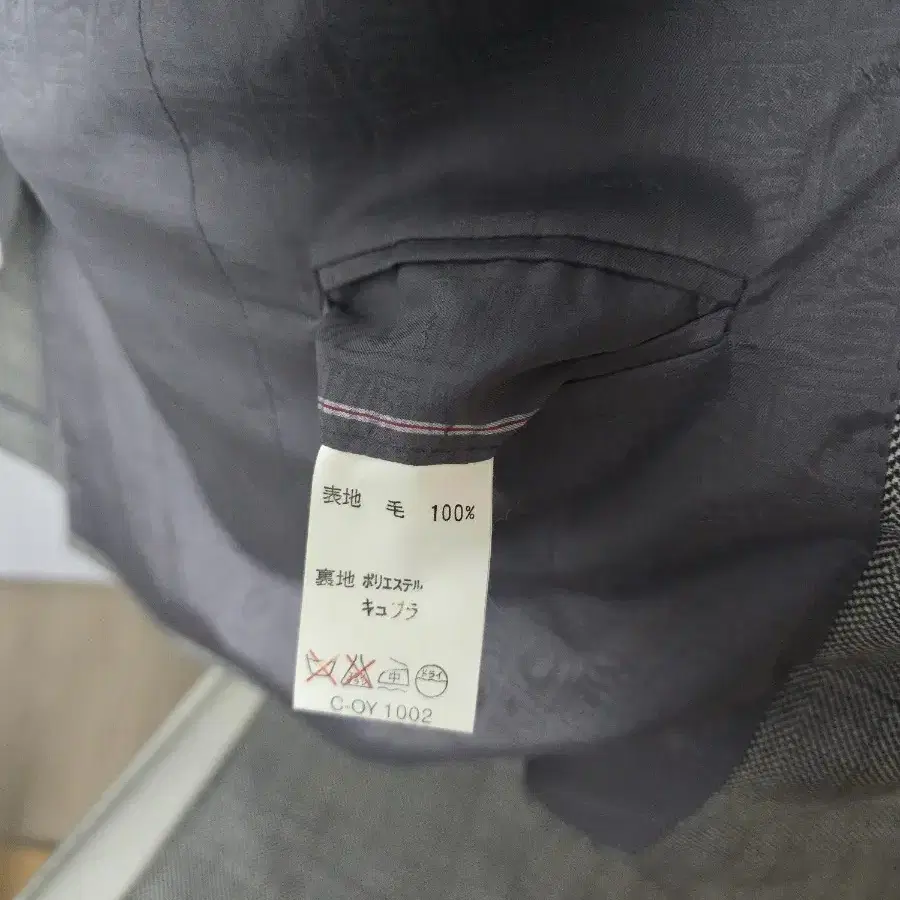 表地 毛 100%
裏地 ポリエステル
キュプラ
中 ドライ
C-OY 1002